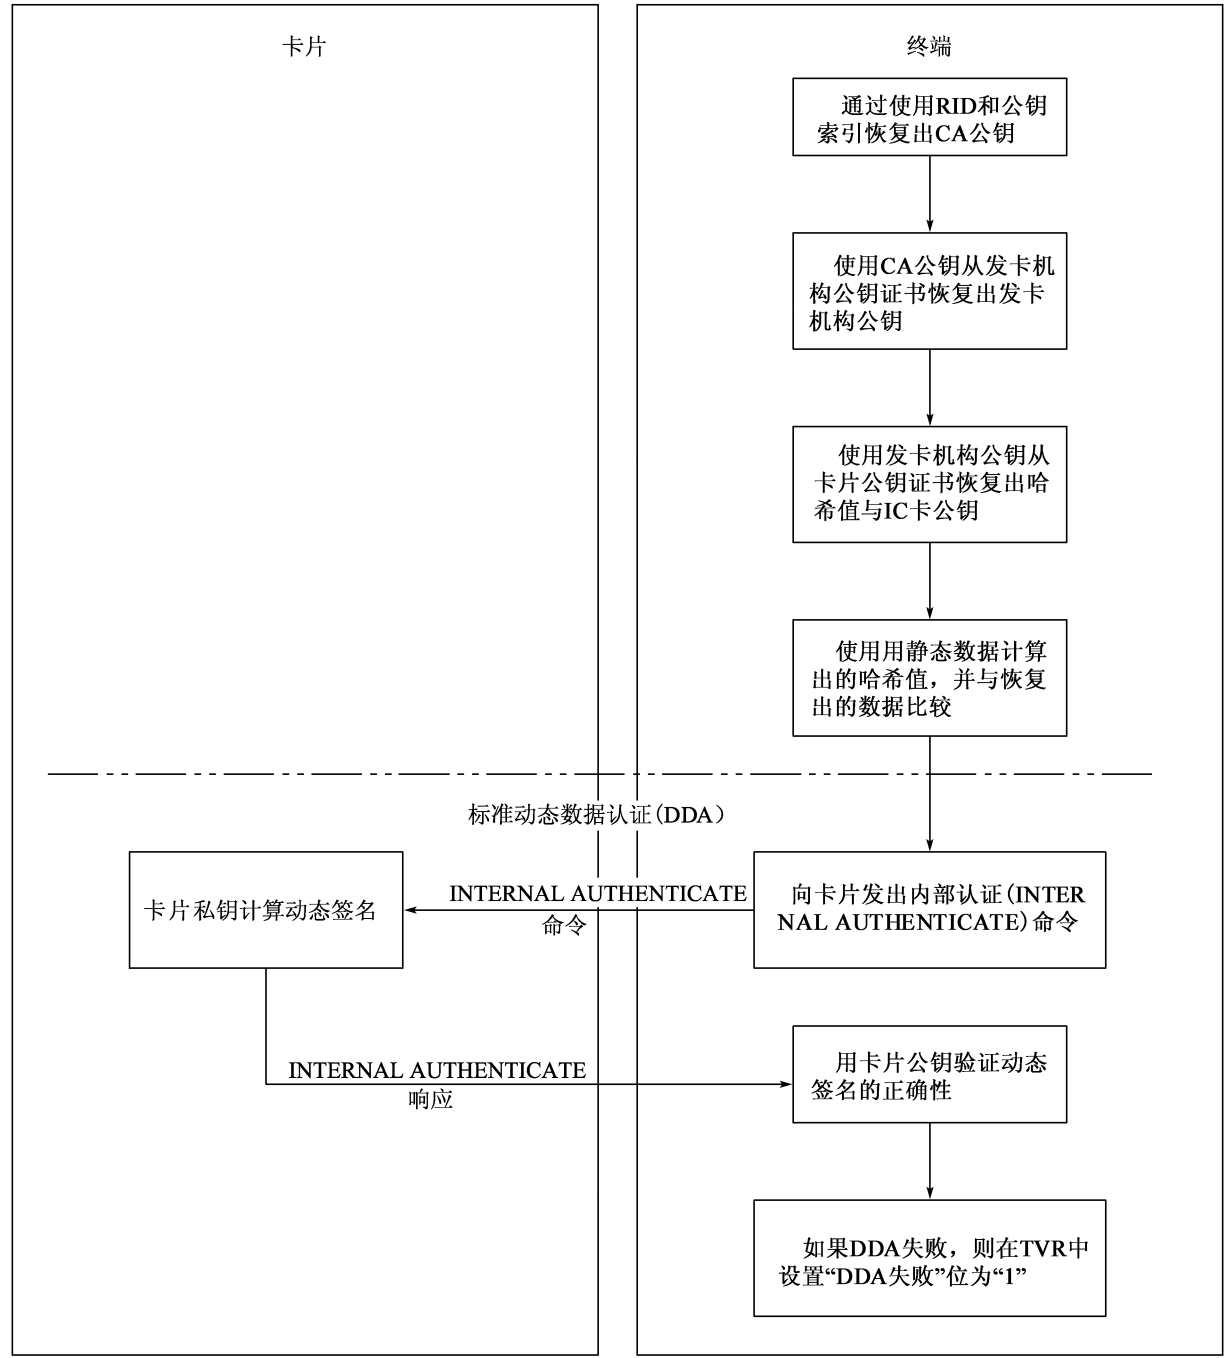 卡片
终端
通过使用RID和公钥
索引恢复出CA公钥
使用CA公钥从发卡机
构公钥证书恢复出发卡
机构公钥
使用发卡机构公钥从
卡片公钥证书恢复出哈
希值与IC卡公钥
使用用静态数据计算
出的哈希值，并与恢复
出的数据比较
标准动态数据认证(DDA）
向卡片发出内部认证(INTER
NAL AUTHENTICATE)命令
INTERNAL AUTHENTICATE
命令
卡片私钥计算动态签名
INTERNAL AUTHENTICATE
响应
用卡片公钥验证动态
签名的正确性
如果DDA失败，则在TVR中
设置“DDA失败”位为“1”